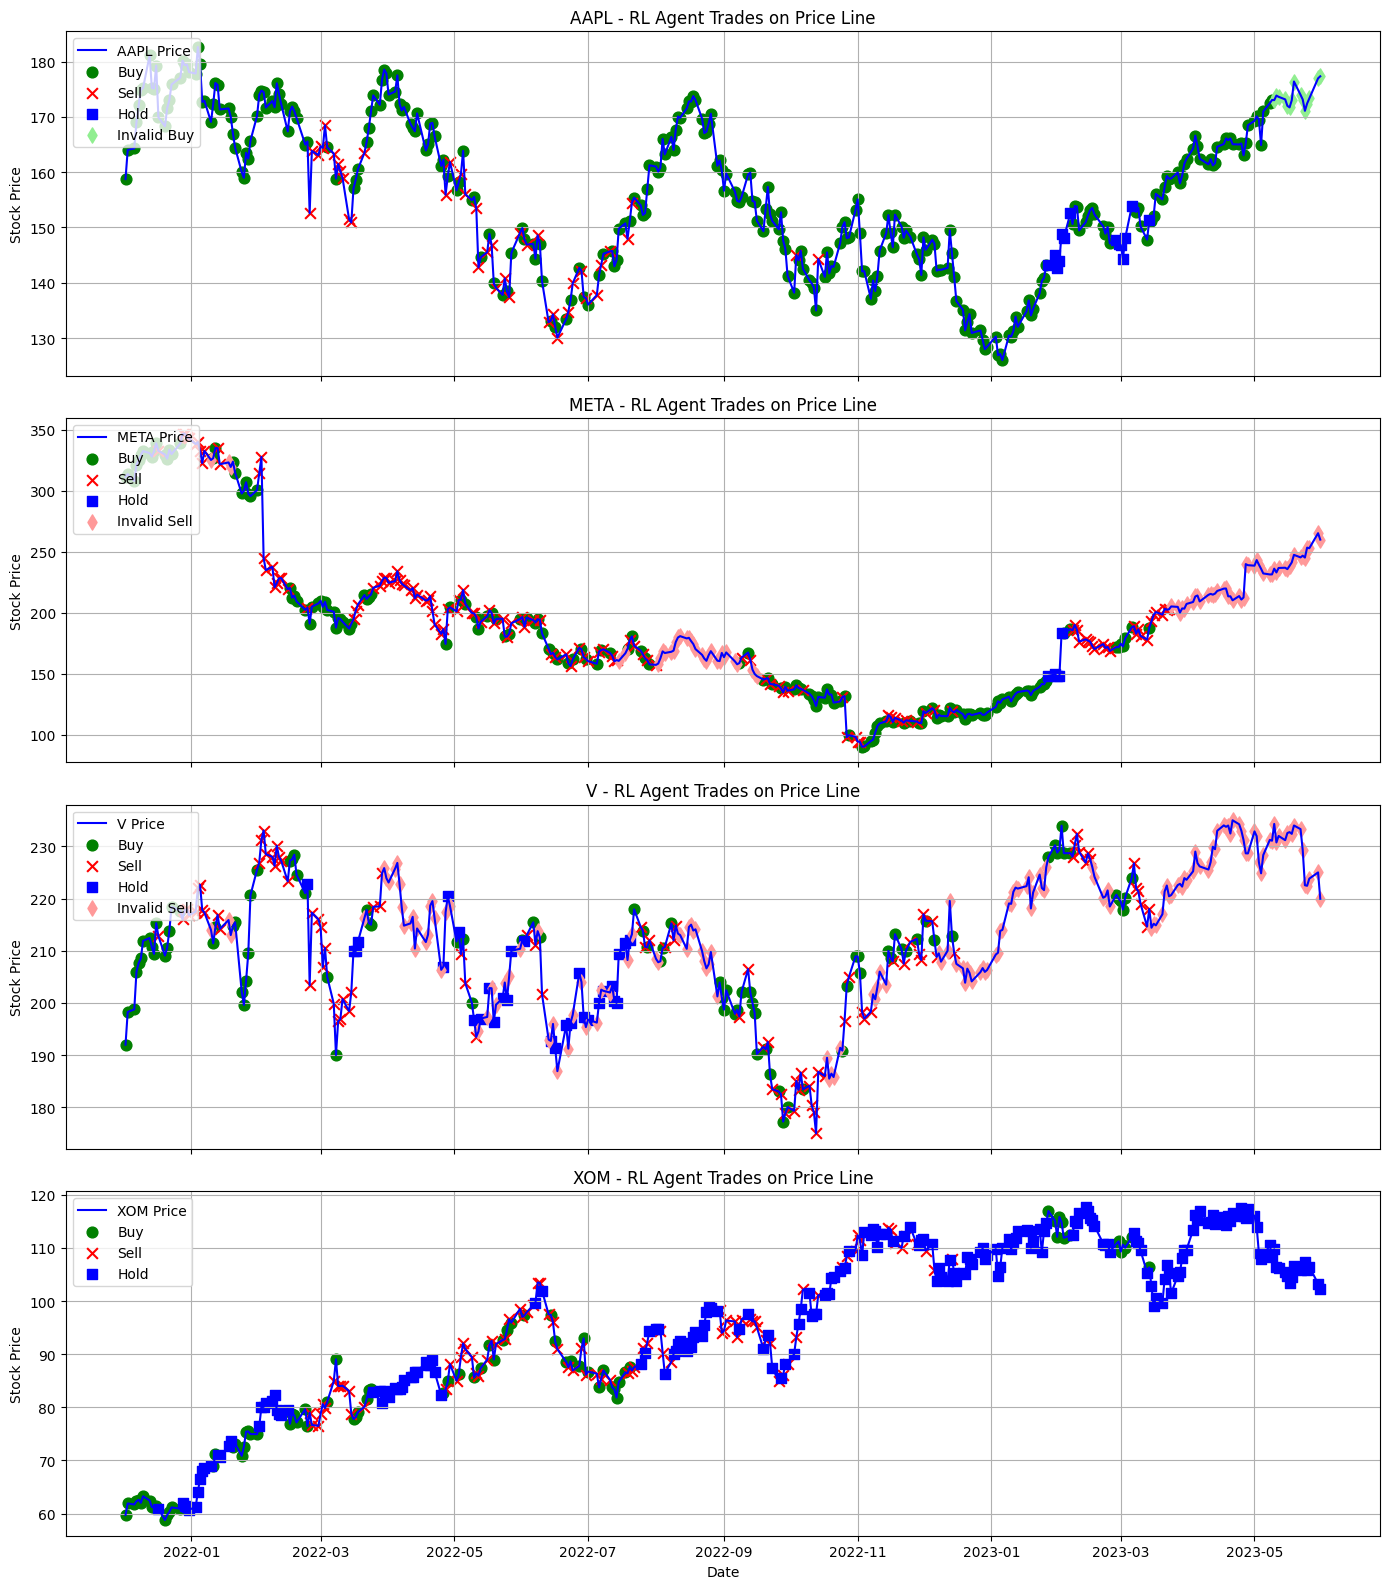 AAPL - RL Agent Trades on Price Line
AAPL Price
Buy
Sell
Hold
Invalid Buy
Stock Price
180
170
160
150
140
130
META - RL Agent Trades on Price Line
META Price
Buy
Sell
Hold
Invalid Sell
Stock Price
350
300
250
200
150
100
V - RL Agent Trades on Price Line
V Price
Buy
Sell
Hold
Invalid Sell
Stock Price
230
220
210
200
190
180
XOM - RL Agent Trades on Price Line
XOM Price
Buy
Sell
Hold
Stock Price
120
110
100
90
80
70
60
2022-01 2022-03 2022-05 2022-07 2022-09 2022-11 2023-01 2023-03 2023-05
Date